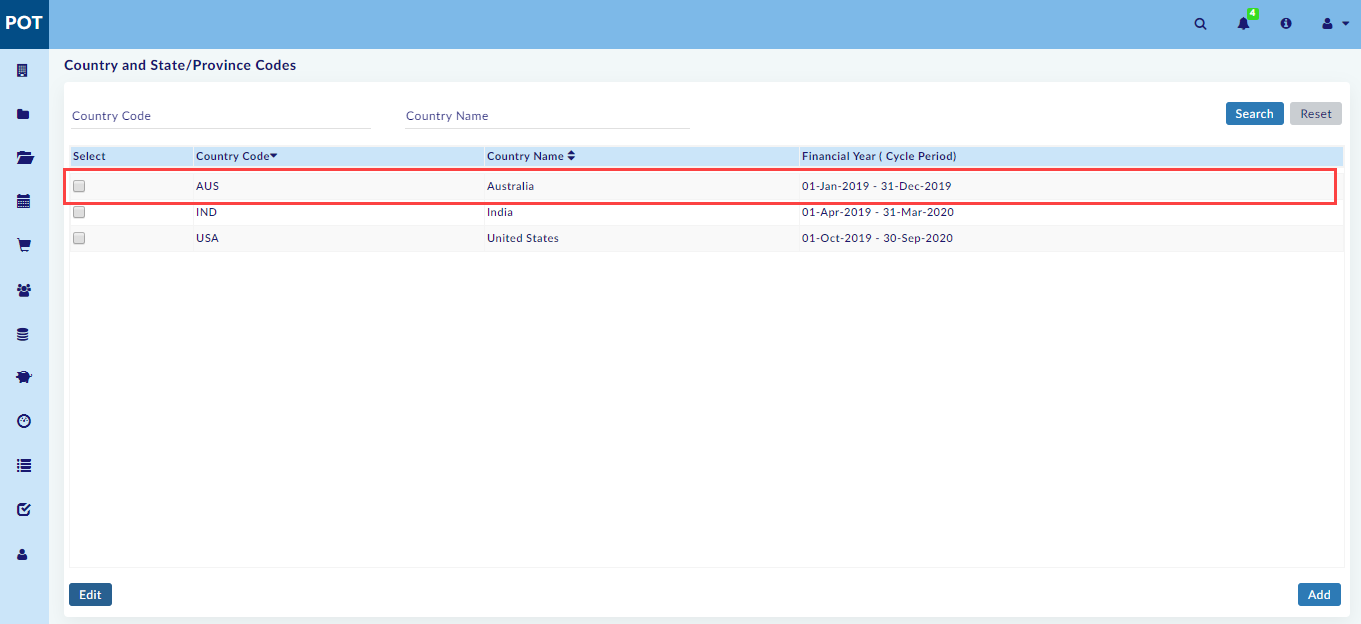 POT
4
Country and State/Province Codes
Country Code Country Name Search Reset
Select Country Code Country Name Financial Year ( Cycle Period)
AUS Australia 01-Jan-2019 - 31-Dec-2019
IND India 01-Apr-2019 - 31-Mar-2020
USA United States 01-Oct-2019 - 30-Sep-2020
Edit Add